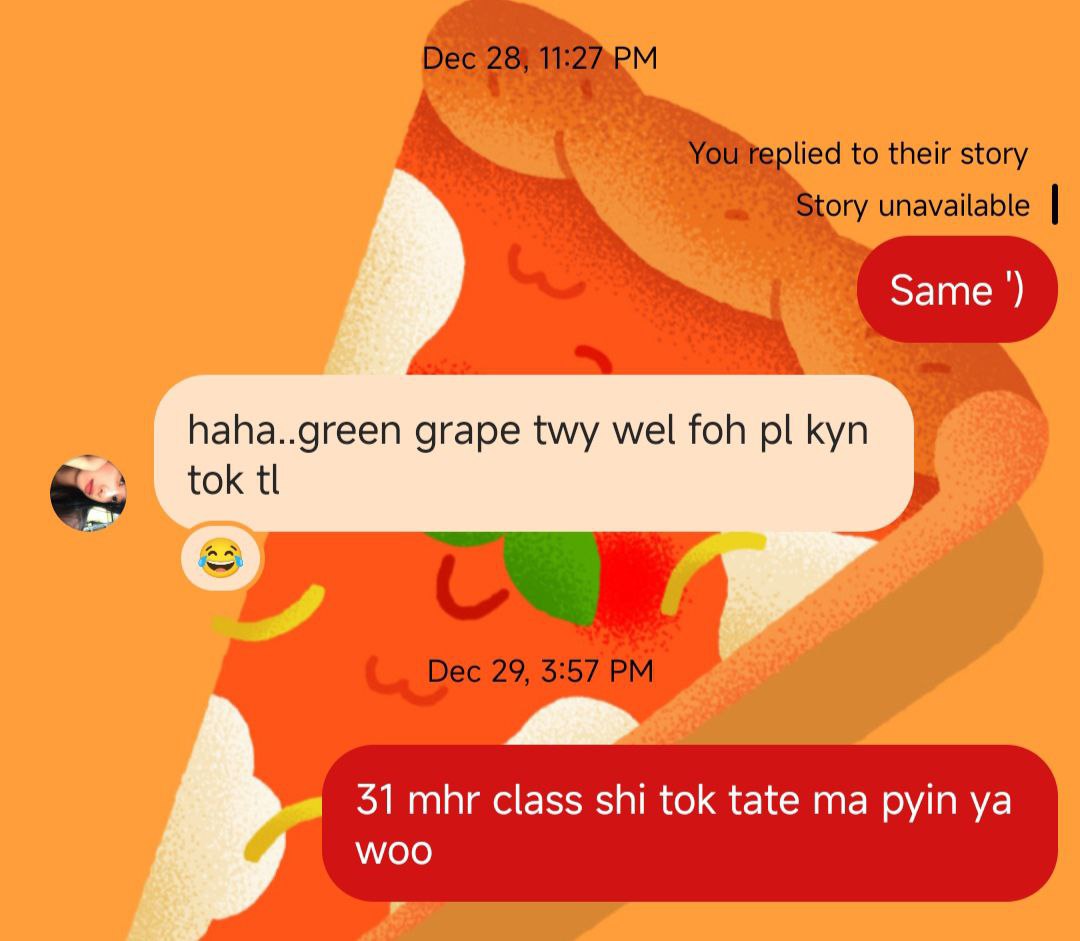 Dec 28, 11:27 PM
You replied to their story
Story unavailable
Same ')
haha..green grape twy wel foh pl kyn
tok tl
Dec 29, 3:57 PM
31 mhr class shi tok tate ma pyin ya
woo